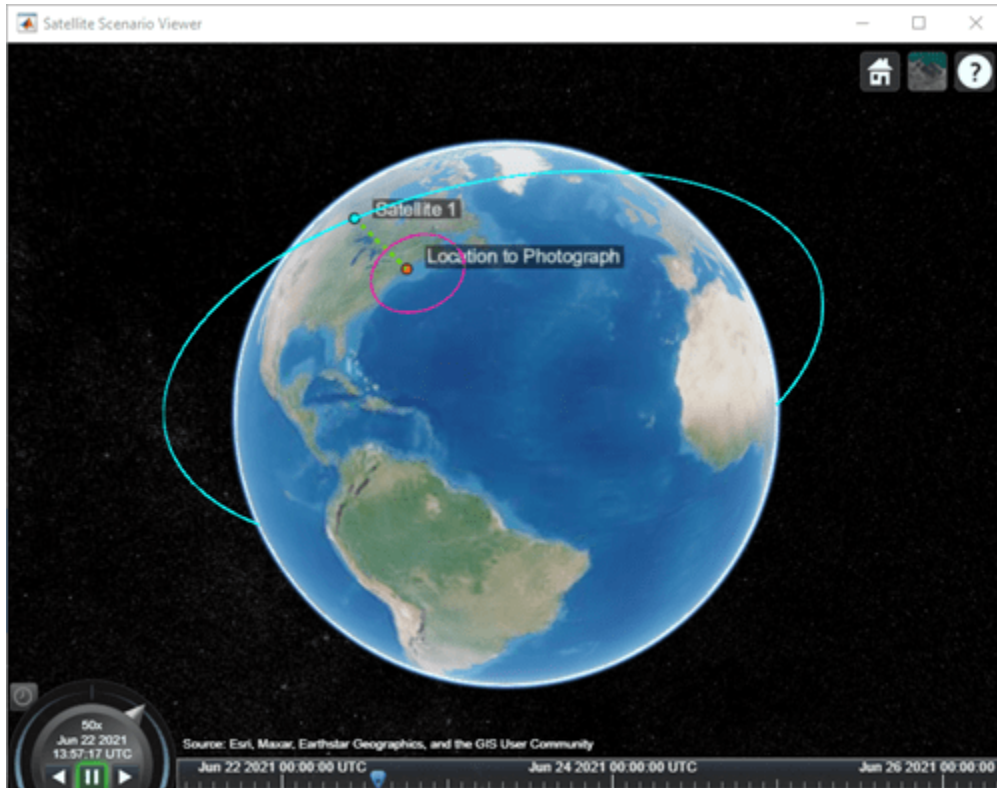 Satellite Scenario Viewer
?
Satellite 1
Location to Photograph
50x
Jun 22 2021
13:57:17 UTC
Source: Esri, Maxar, Earthstar Geographics, and the GIS User Community
Jun 22 2021 00:00:00 UTC
Jun 24 2021 00:00:00 UTC
Jun 26 2021 00:00:00